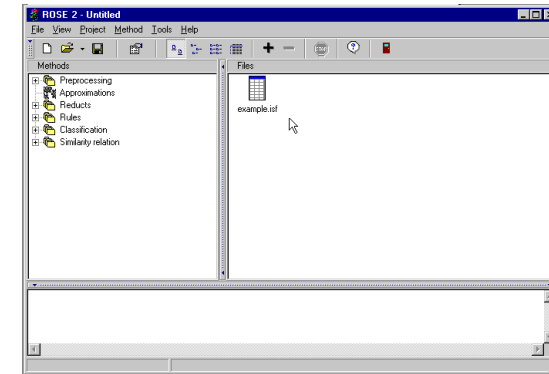 ROSE 2 - Untitled
File View Project Method Tools Help
Methods
Files
Preprocessing
Approximations
Reducts
Rules
Classification
Similarity relation
example.isf